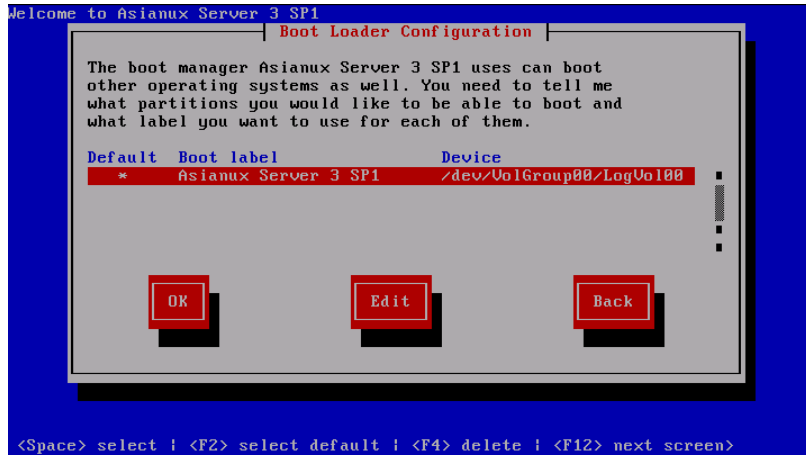 Welcome to Asianux Server 3 SP1
Boot Loader Configuration
The boot manager Asianux Server 3 SP1 uses can boot
other operating systems as well. You need to tell me
what partitions you would like to be able to boot and
what label you want to use for each of them.
Default Boot label Device
* Asianux Server 3 SP1 /dev/VolGroup00/LogVol00
OK Edit Back
<Space> select | <F2> select default | <F4> delete | <F12> next screen>